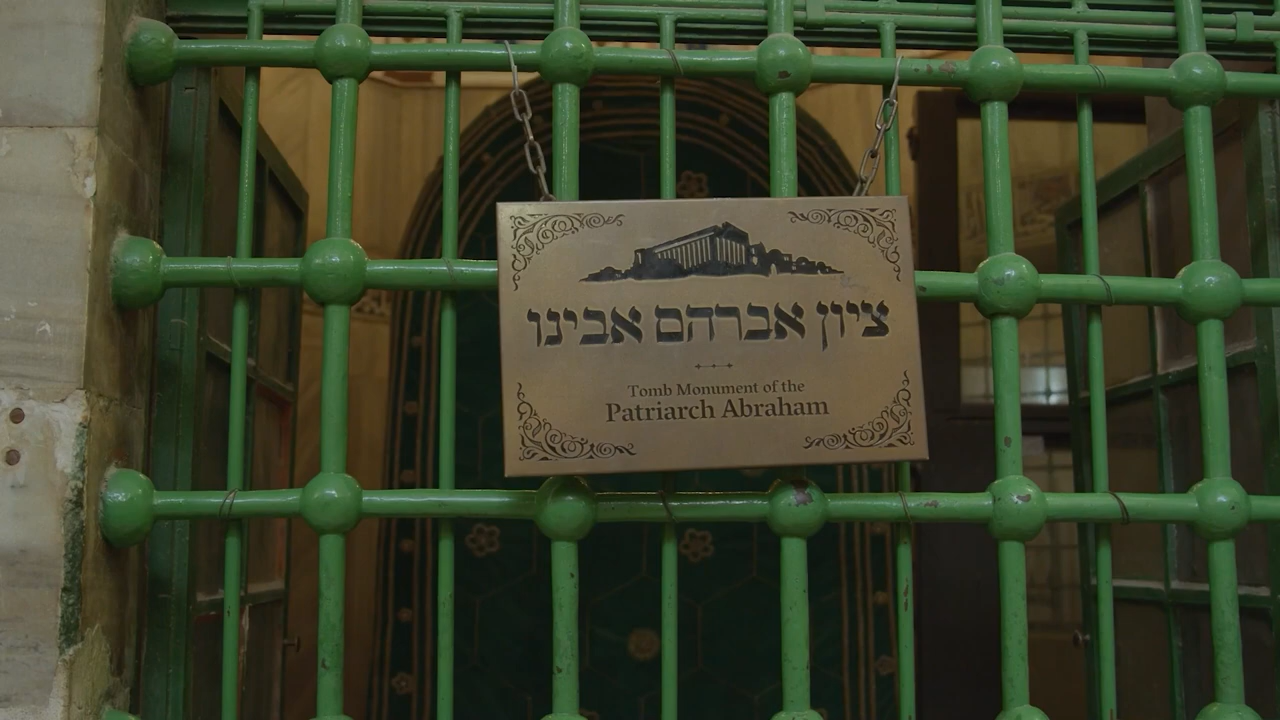 ציון אברהם אבינו
Tomb Monument of the
Patriarch Abraham